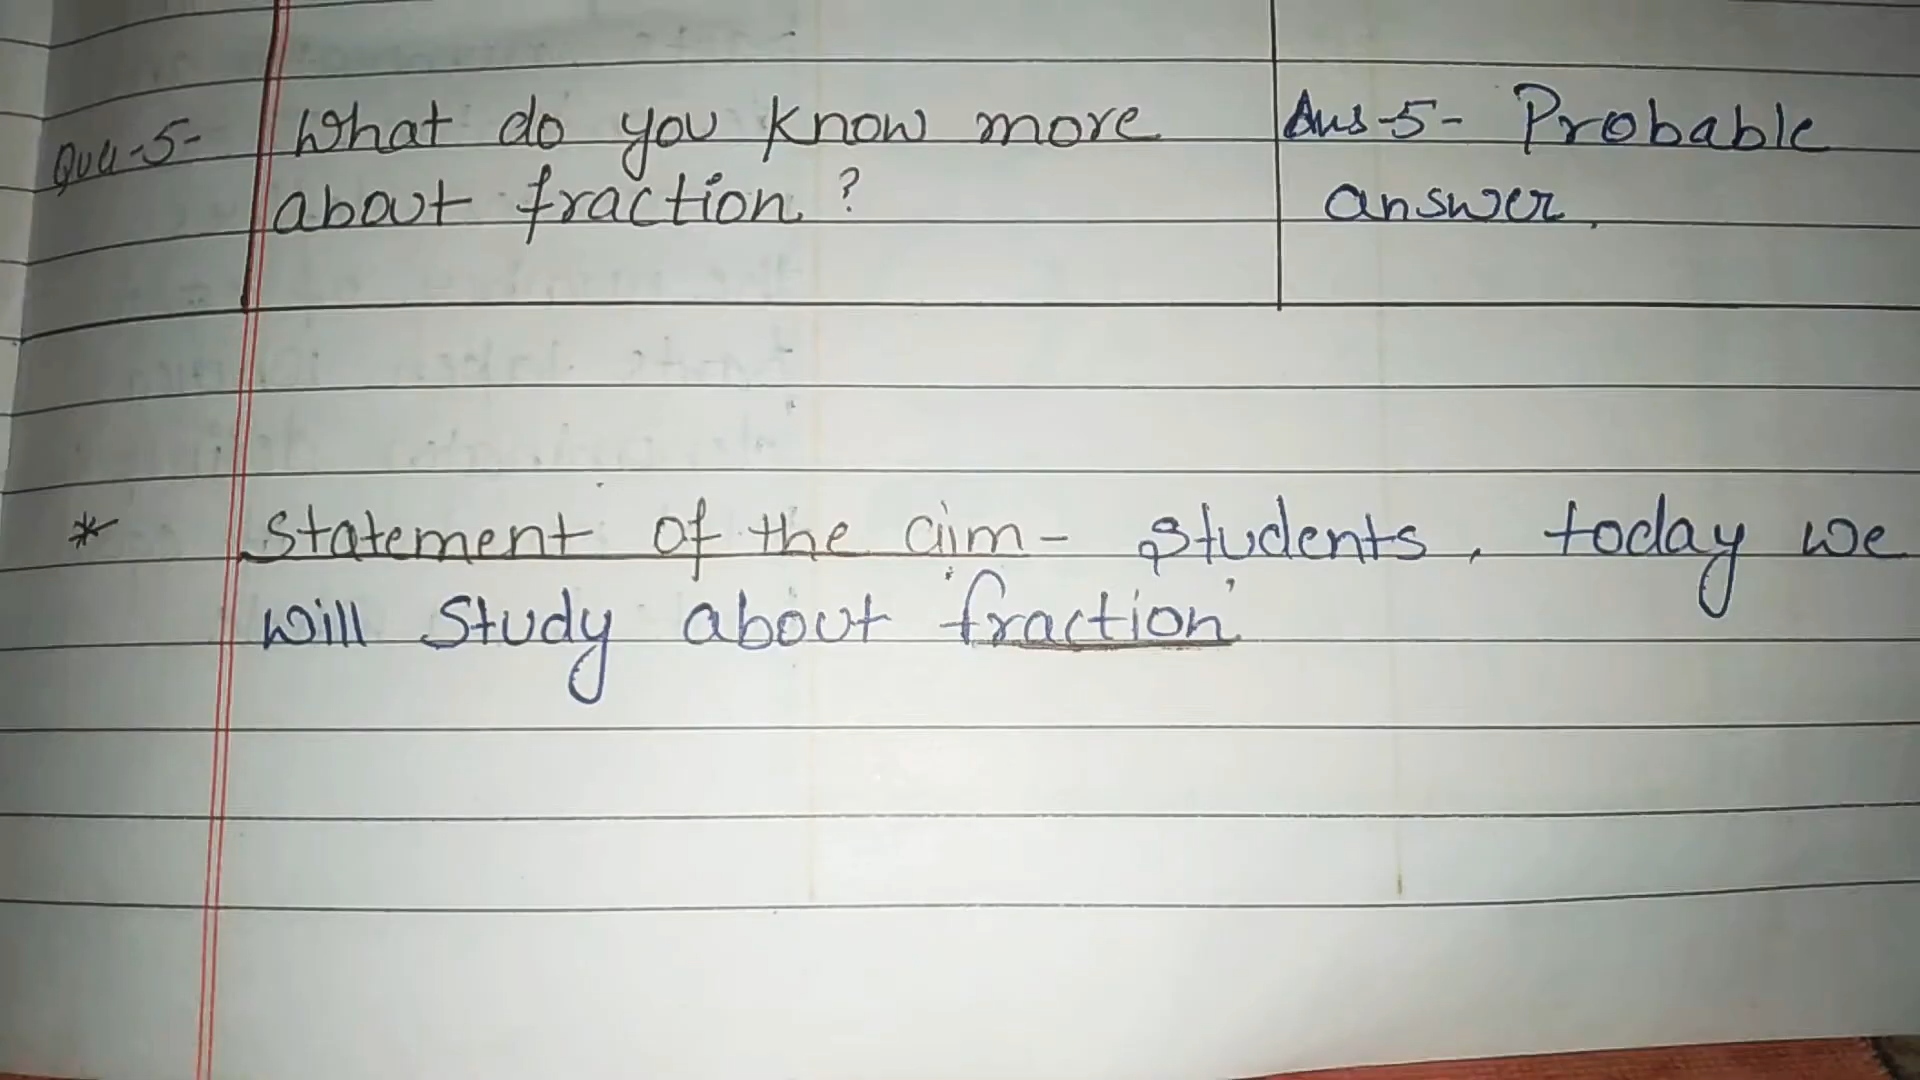 Que-5- What do you know more
about fraction ?
Ans-5- Probable
answer.
* Statement of the aim- Students, today we
will study about 'fraction'